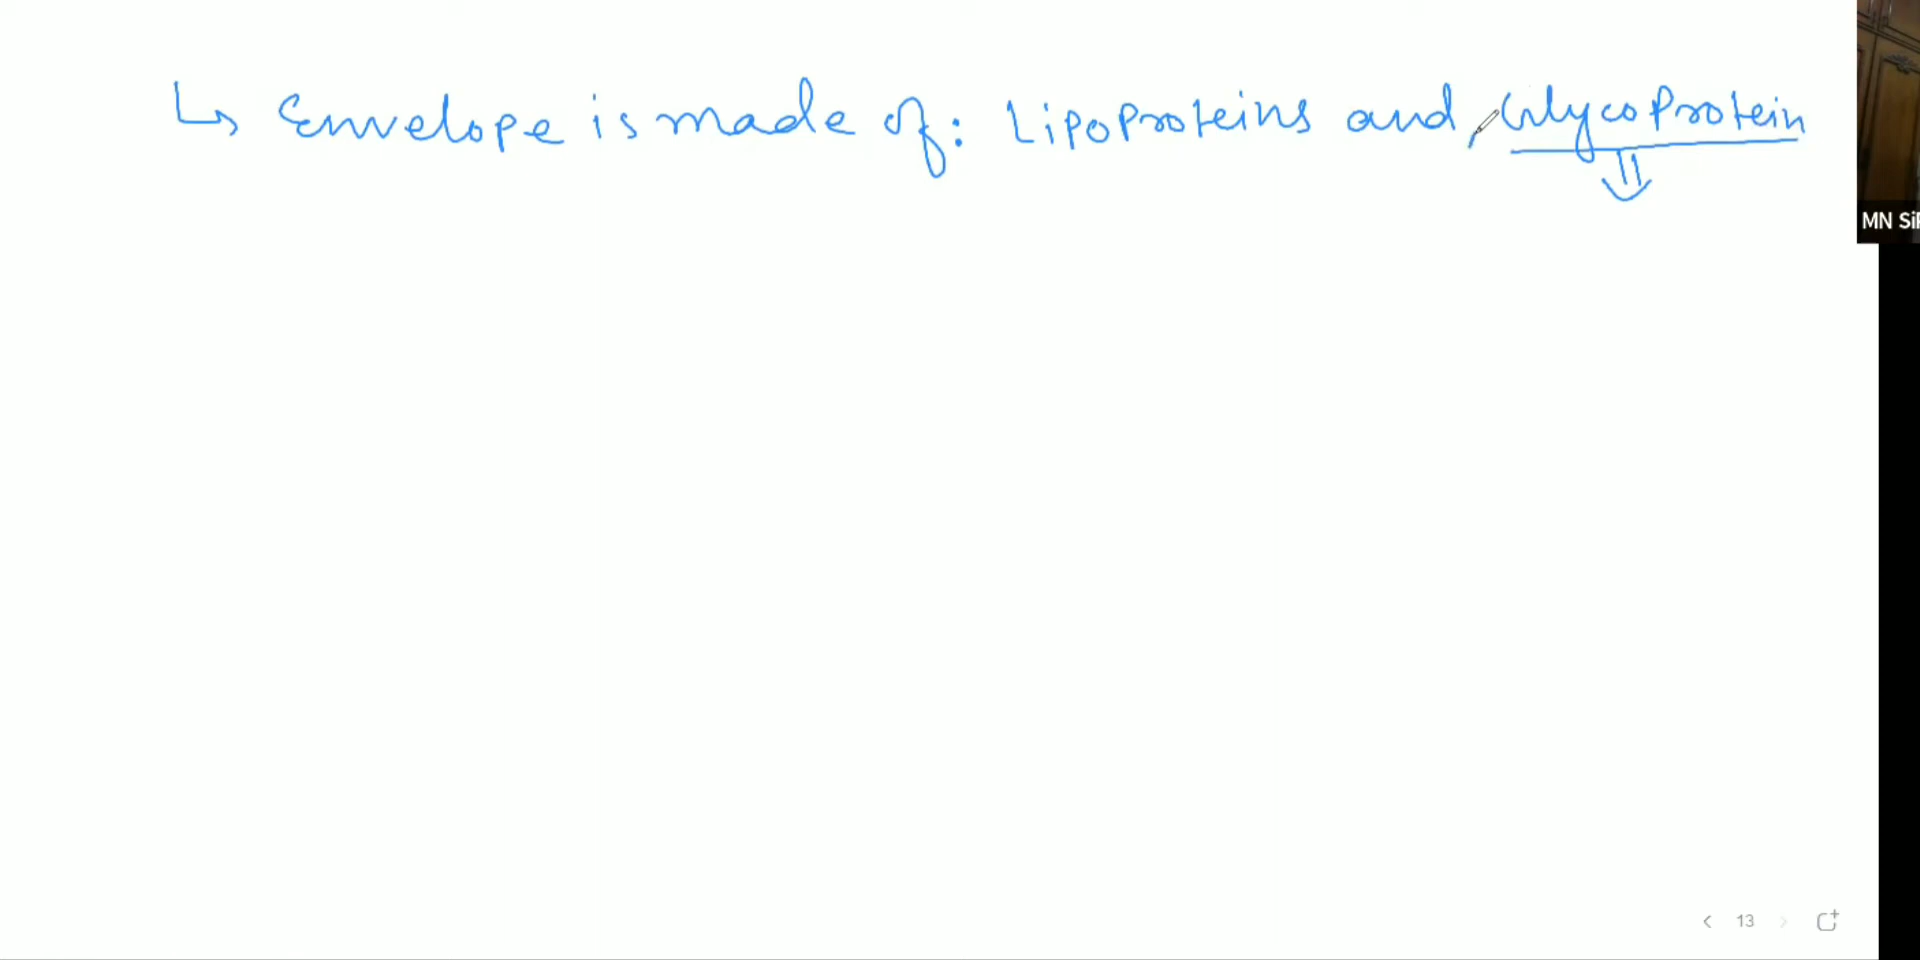 ↳ Envelope is made of: Lipoproteins and Glycoprotein
⇓
MN Si
< 13 >